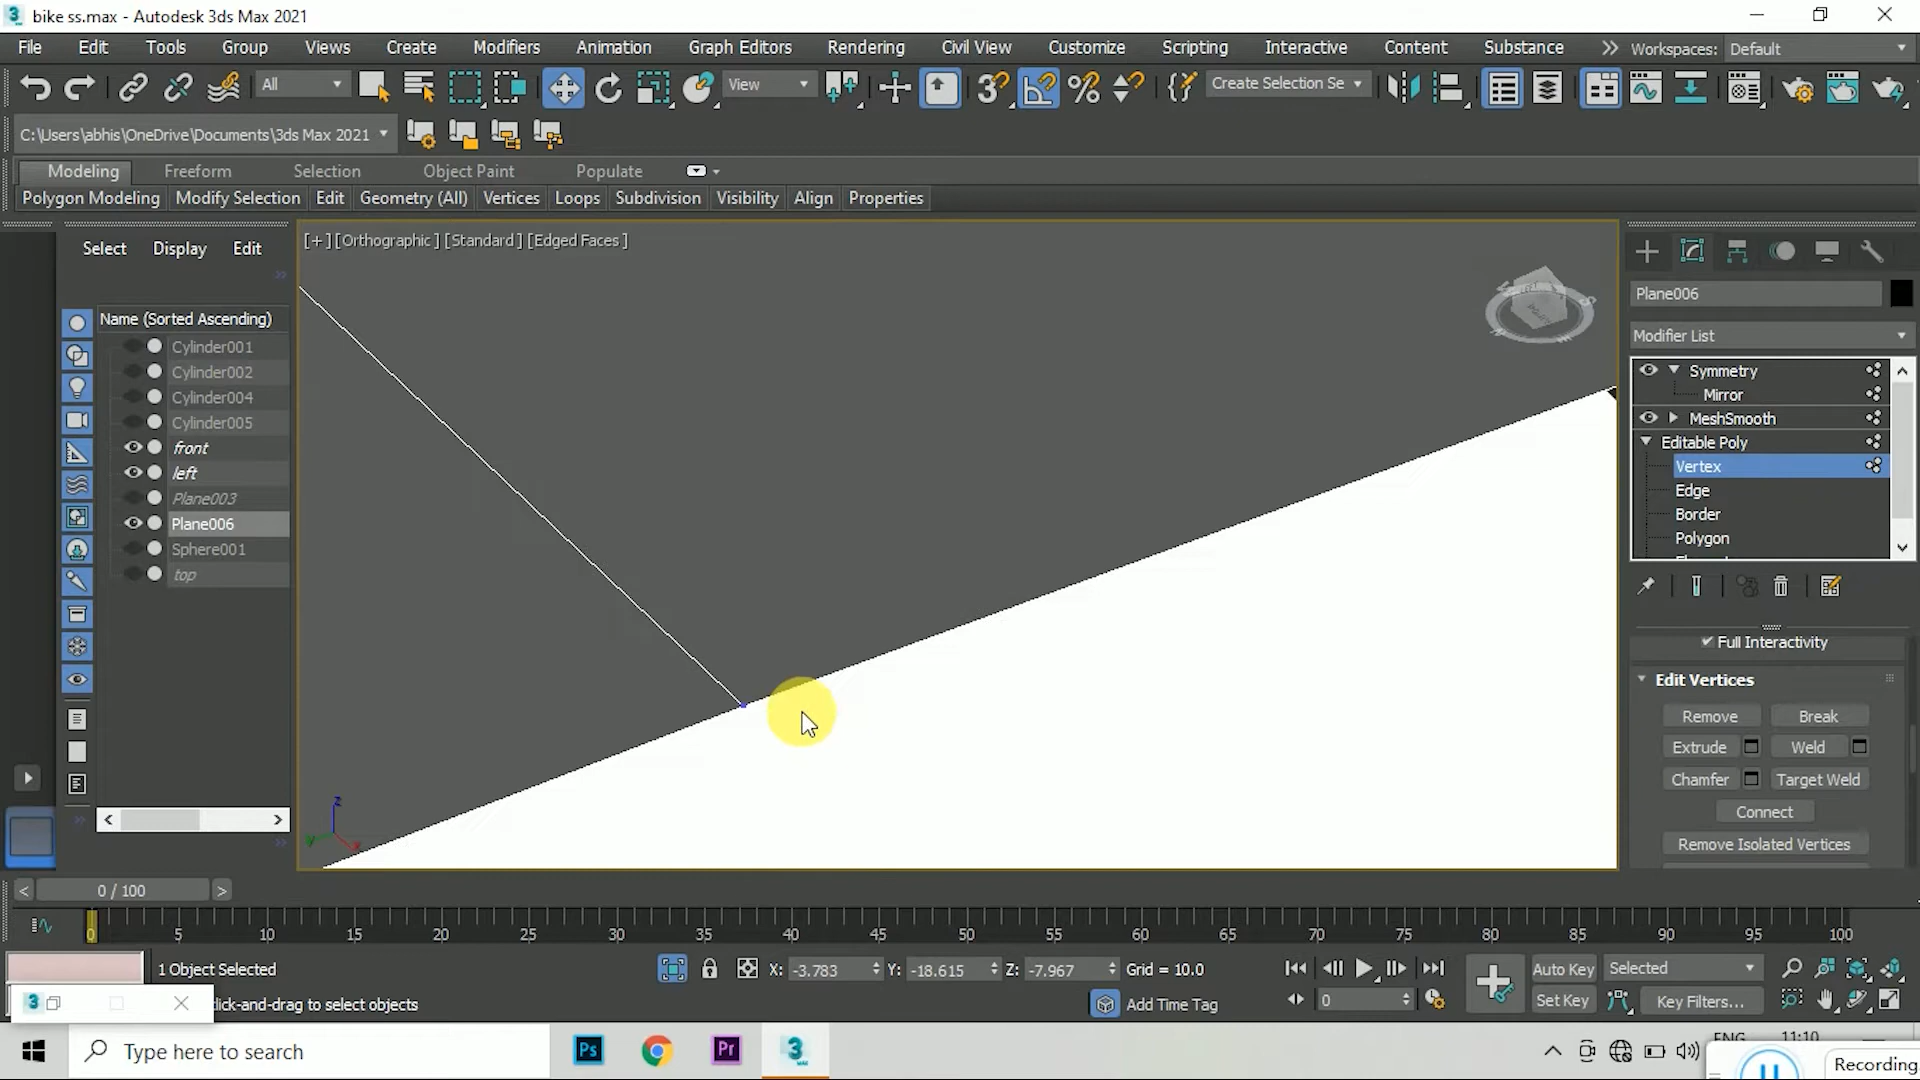 bike ss.max - Autodesk 3ds Max 2021
File Edit Tools Group Views Create Modifiers Animation Graph Editors Rendering Civil View Customize Scripting Interactive Content Substance Workspaces: Default
All View Create Selection Se
C:\Users\abhis\OneDrive\Documents\3ds Max 2021
Modeling Freeform Selection Object Paint Populate
Polygon Modeling Modify Selection Edit Geometry (All) Vertices Loops Subdivision Visibility Align Properties
Select Display Edit
[+] [Orthographic ] [Standard ] [Edged Faces ]
Name (Sorted Ascending)
Cylinder001
Cylinder002
Cylinder004
Cylinder005
front
left
Plane003
Plane006
Sphere001
top
Plane006
Modifier List
Symmetry
Mirror
MeshSmooth
Editable Poly
Vertex
Edge
Border
Polygon
Full Interactivity
Edit Vertices
Remove Break
Extrude Weld
Chamfer Target Weld
Connect
Remove Isolated Vertices
z
y
x
0 / 100
0 5 10 15 20 25 30 35 40 45 50 55 60 65 70 75 80 85 90 95 100
1 Object Selected X: -3.783 Y: -18.615 Z: -7.967 Grid = 10.0 Auto Key Selected
lick-and-drag to select objects Add Time Tag 0 Set Key Key Filters...
Type here to search
Ps Pr 3
ENG 11:10
Recording